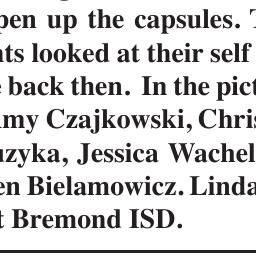 pen up the capsules.
ts looked at their self
back then. In the pict
my Czajkowski, Chris
uzyka, Jessica Wachel
en Bielamowicz. Linda
t Bremond ISD.